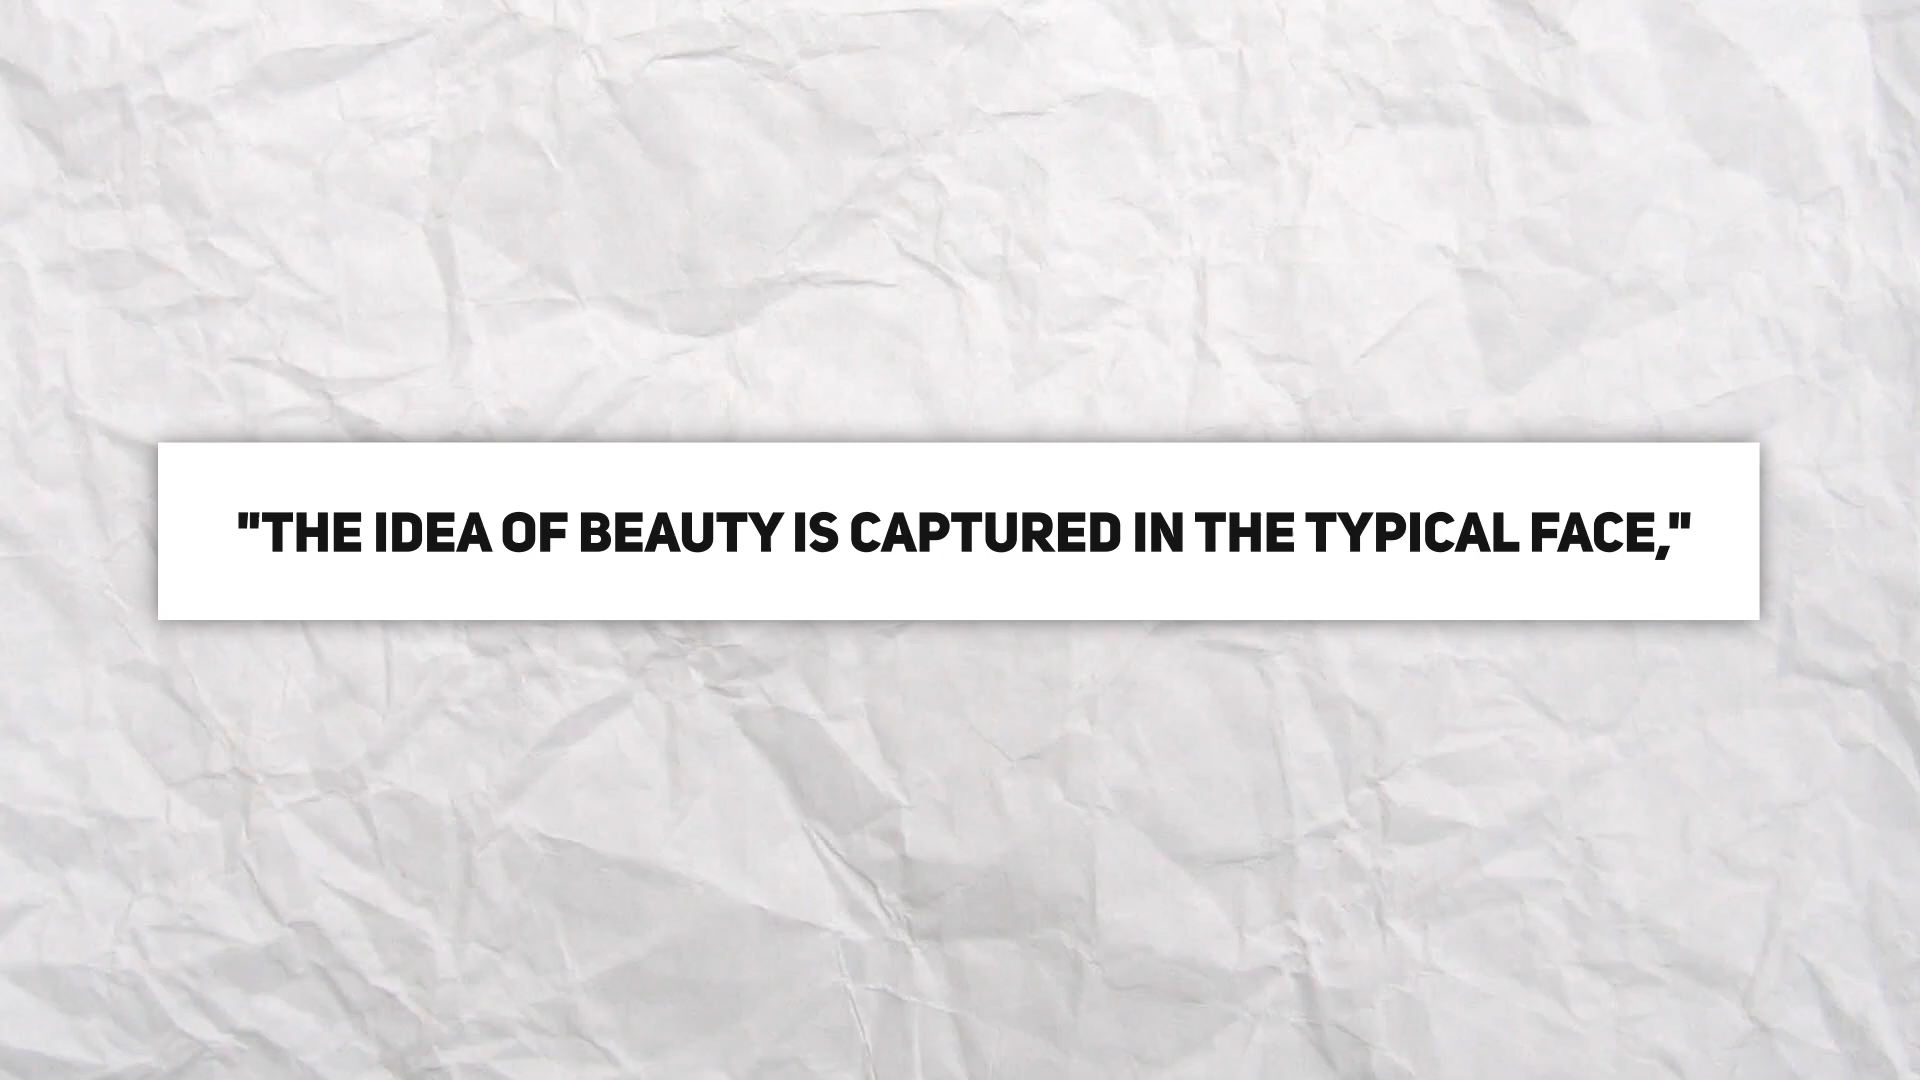 "THE IDEA OF BEAUTY IS CAPTURED IN THE TYPICAL FACE,"